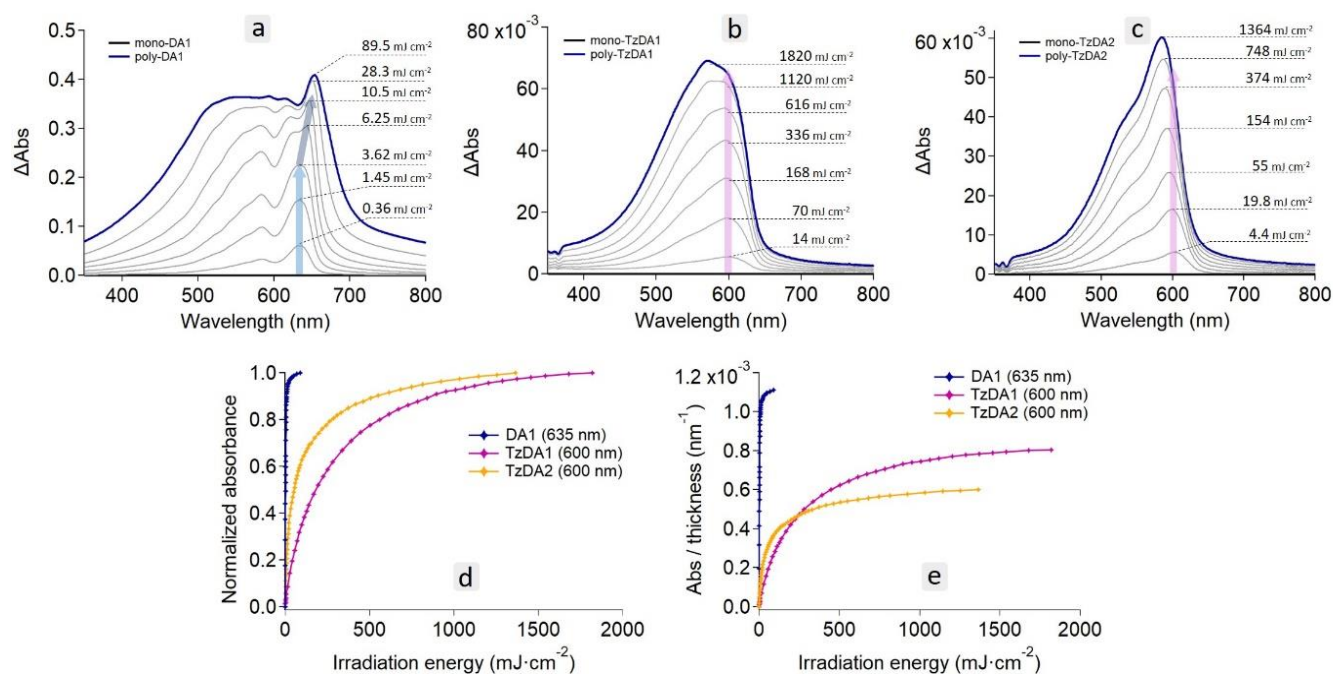 a
0.5
0.4
0.3
0.2
0.1
0.0
ΔAbs
mono-DA1
poly-DA1
89.5 mJ cm⁻²
28.3 mJ cm⁻²
10.5 mJ cm⁻²
6.25 mJ cm⁻²
3.62 mJ cm⁻²
1.45 mJ cm⁻²
0.36 mJ cm⁻²
400 500 600 700 800
Wavelength (nm)
b
80 x10⁻³
60
40
20
0
ΔAbs
mono-TzDA1
poly-TzDA1
1820 mJ cm⁻²
1120 mJ cm⁻²
616 mJ cm⁻²
336 mJ cm⁻²
168 mJ cm⁻²
70 mJ cm⁻²
14 mJ cm⁻²
400 500 600 700 800
Wavelength (nm)
c
60 x10⁻³
50
40
30
20
10
0
ΔAbs
mono-TzDA2
poly-TzDA2
1364 mJ cm⁻²
748 mJ cm⁻²
374 mJ cm⁻²
154 mJ cm⁻²
55 mJ cm⁻²
19.8 mJ cm⁻²
4.4 mJ cm⁻²
400 500 600 700 800
Wavelength (nm)
1.0
0.8
0.6
0.4
0.2
0.0
Normalized absorbance
DA1 (635 nm)
TzDA1 (600 nm)
TzDA2 (600 nm)
d
0 500 1000 1500 2000
Irradiation energy (mJ·cm⁻²)
1.2 x10⁻³
1.0
0.8
0.6
0.4
0.2
0.0
Abs / thickness (nm⁻¹)
DA1 (635 nm)
TzDA1 (600 nm)
TzDA2 (600 nm)
e
0 500 1000 1500 2000
Irradiation energy (mJ·cm⁻²)